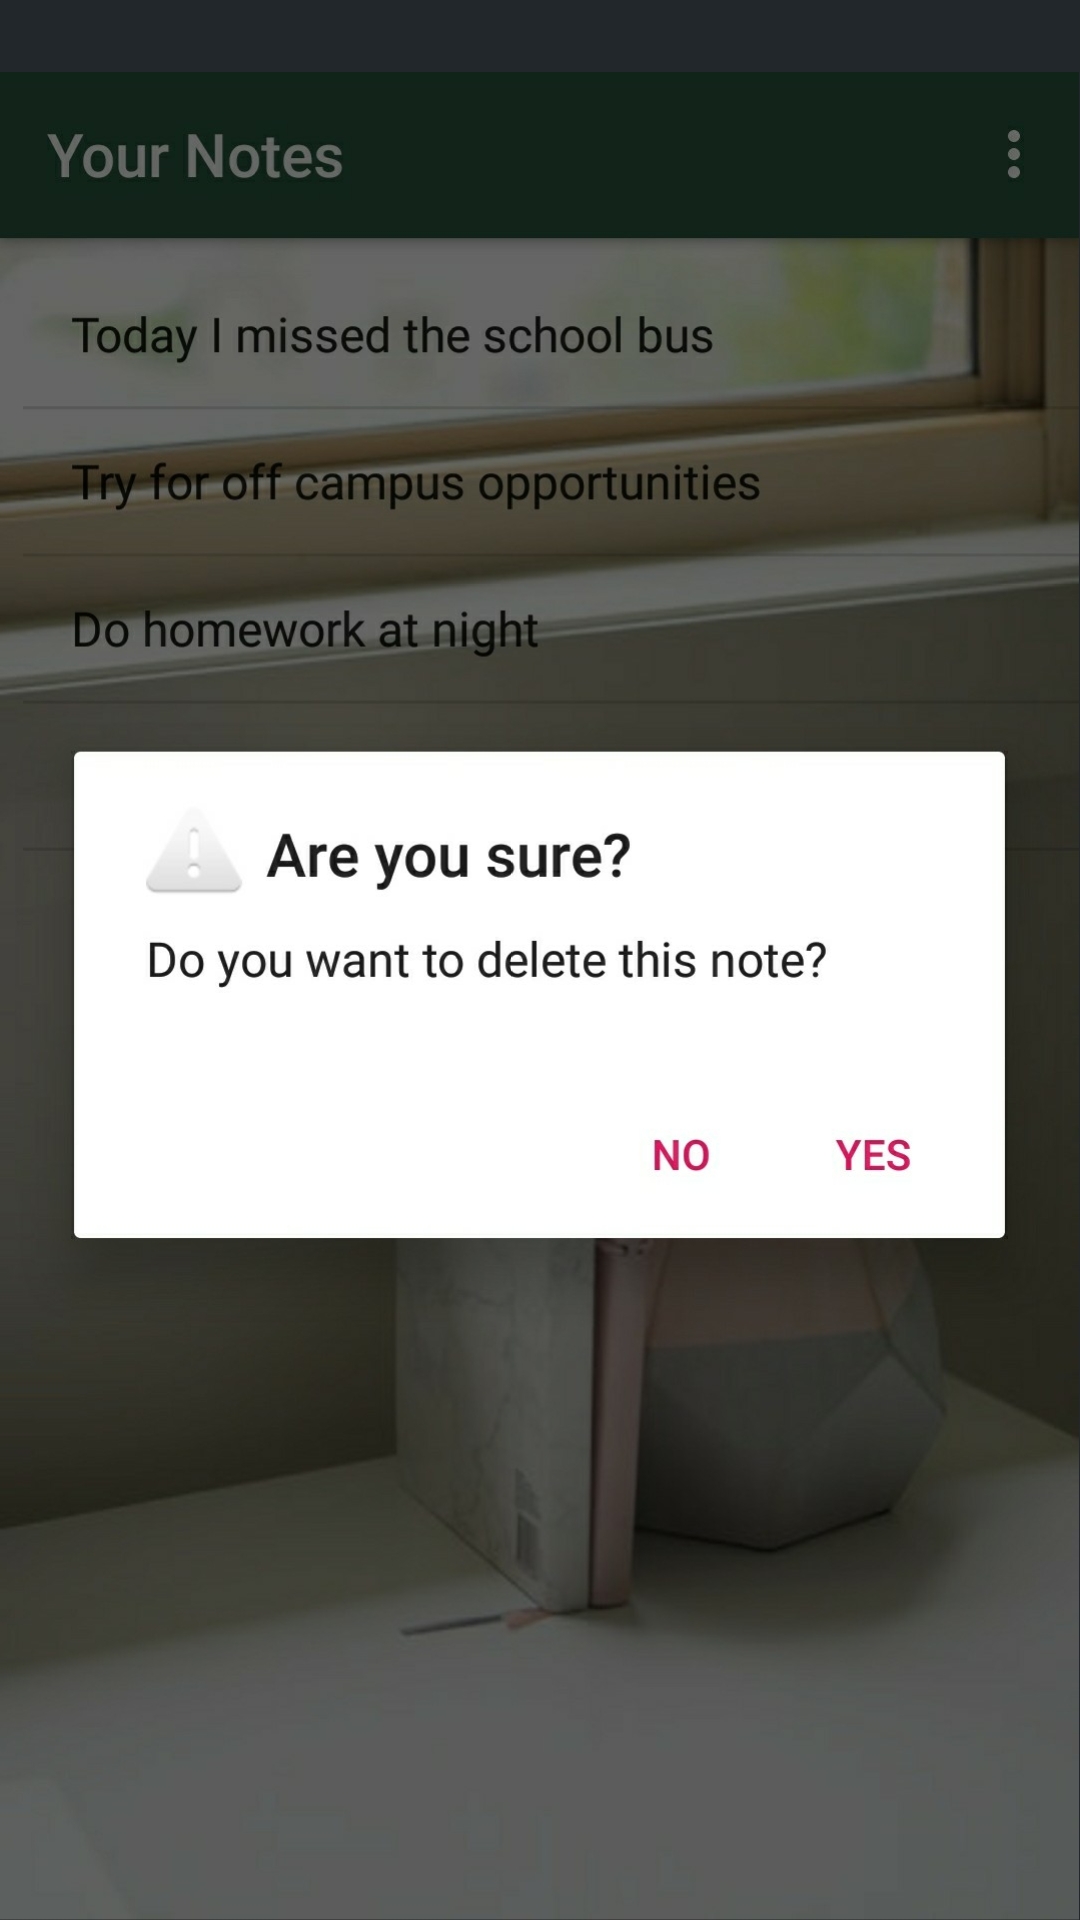 Your Notes
Today I missed the school bus
Try for off campus opportunities
Do homework at night
Are you sure?
Do you want to delete this note?
NO YES